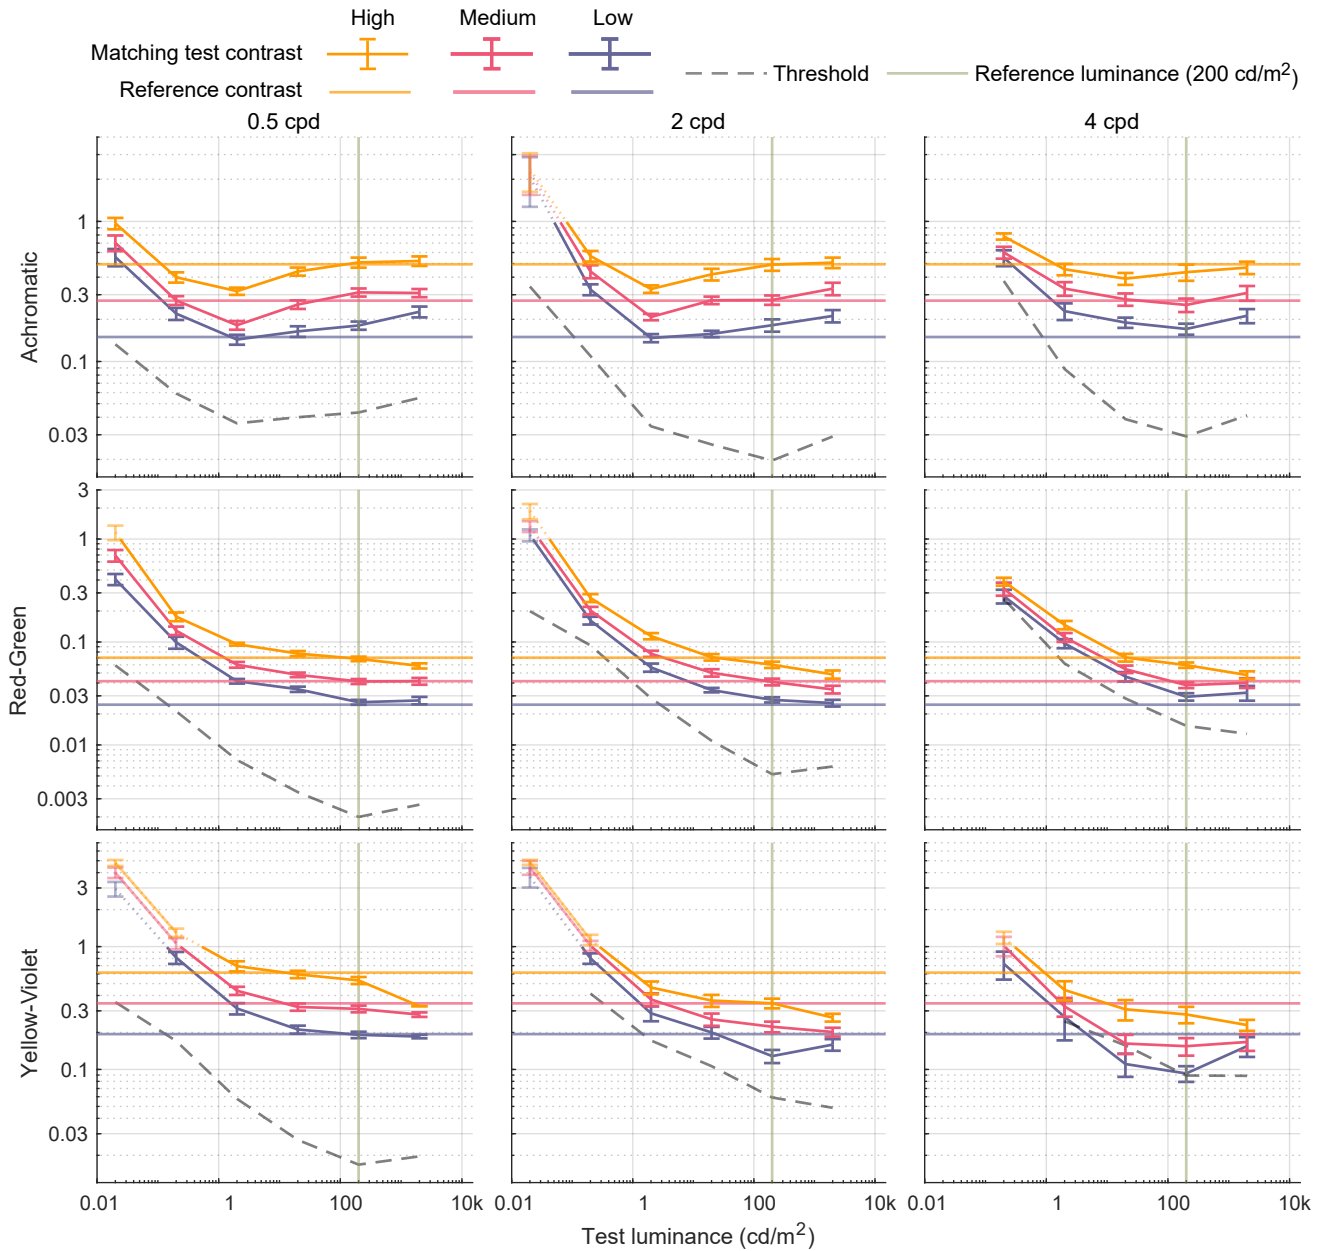 High Medium Low
Matching test contrast
Threshold Reference luminance (200 cd/m2)
Reference contrast
0.5 cpd 2 cpd 4 cpd
Achromatic
1
0.3
0.1
0.03
Red-Green
3
1
0.3
0.1
0.03
0.01
0.003
Yellow-Violet
3
1
0.3
0.1
0.03
0.01 1 100 10k 0.01 1 100 10k 0.01 1 100 10k
Test luminance (cd/m2)